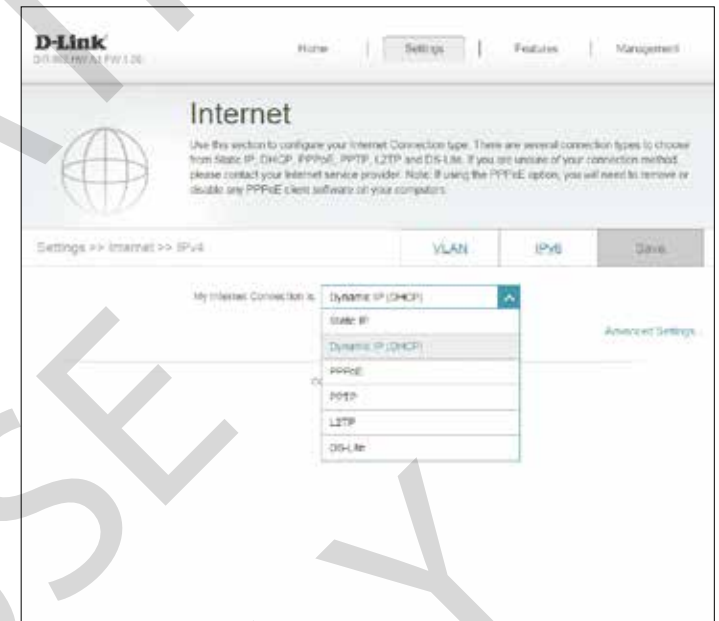 D-Link
Home | Settings | Features | Management
Internet
Use this section to configure your Internet Connection type. There are several connection types to choose
from Static IP, DHCP, PPPoE, PPTP, L2TP and DS-Lite. If you are unsure of your connection method,
please contact your Internet service provider. Note: If using the PPPoE option, you will need to remove or
disable any PPPoE client software on your computers.
Settings >> Internet >> IPv4
VLAN
IPv6
Save
My Internet Connection is:
Dynamic IP (DHCP)
Static IP
Dynamic IP (DHCP)
PPPoE
PPTP
L2TP
DS-Lite
Advanced Settings